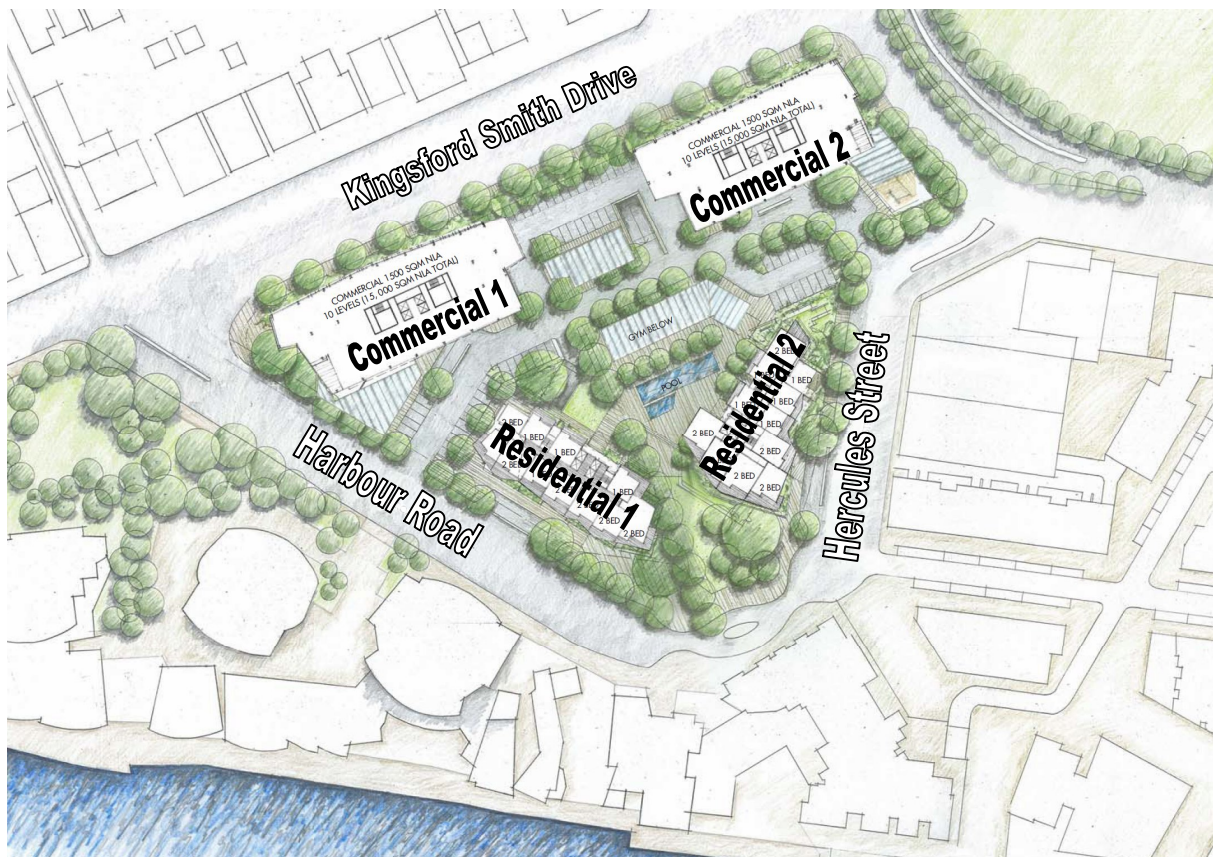 Kingsford Smith Drive
COMMERCIAL 1500 SQM NLA
10 LEVELS (15,000 SQM NLA TOTAL)
Commercial 2
COMMERCIAL 1500 SQM NLA
10 LEVELS (15, 000 SQM NLA TOTAL)
Commercial 1
GYM BELOW
POOL
Hercules Street
Residential 2
2 BED
1 BED
1 BED
1 BED
BED
2 BED
2 BED
2 BED
2 BED
Harbour Road
Residential 1
2 BED
1 BED
1 BED
2 BED
1 BED
2 BED
2 BED